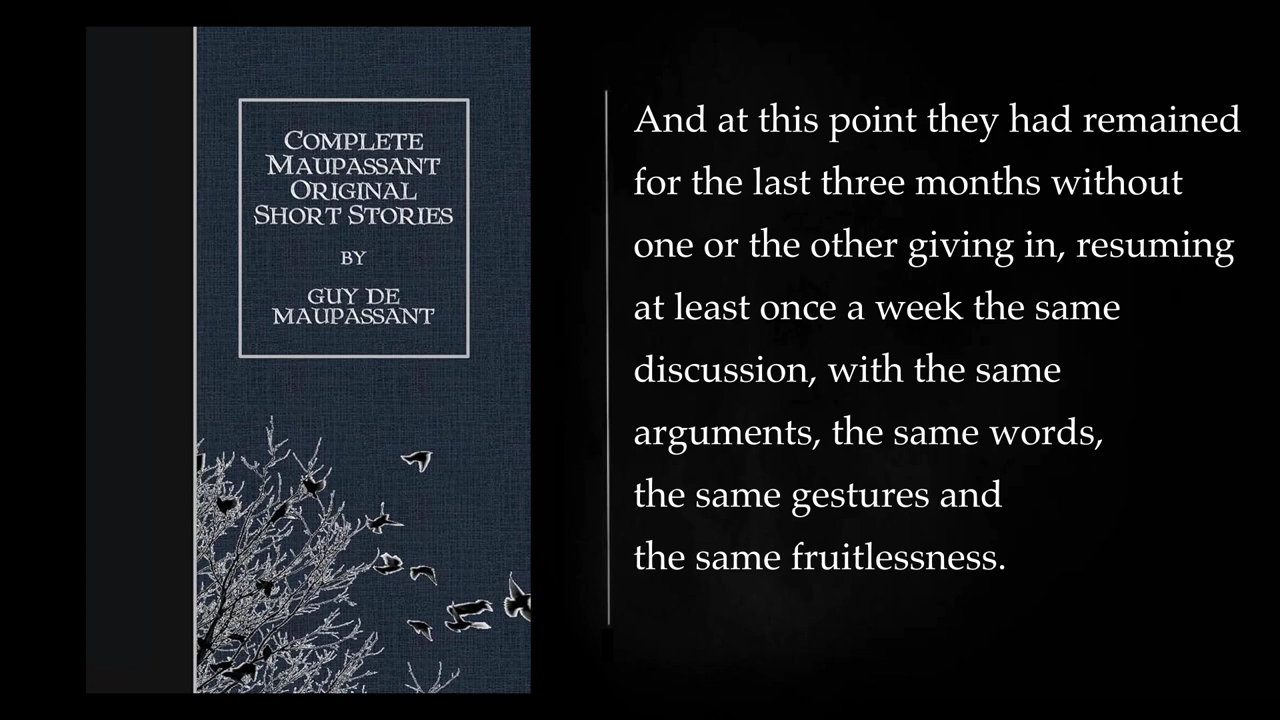 COMPLETE
MAUPASSANT
ORIGINAL
SHORT STORIES
BY
GUY DE
MAUPASSANT
And at this point they had remained
for the last three months without
one or the other giving in, resuming
at least once a week the same
discussion, with the same
arguments, the same words,
the same gestures and
the same fruitlessness.